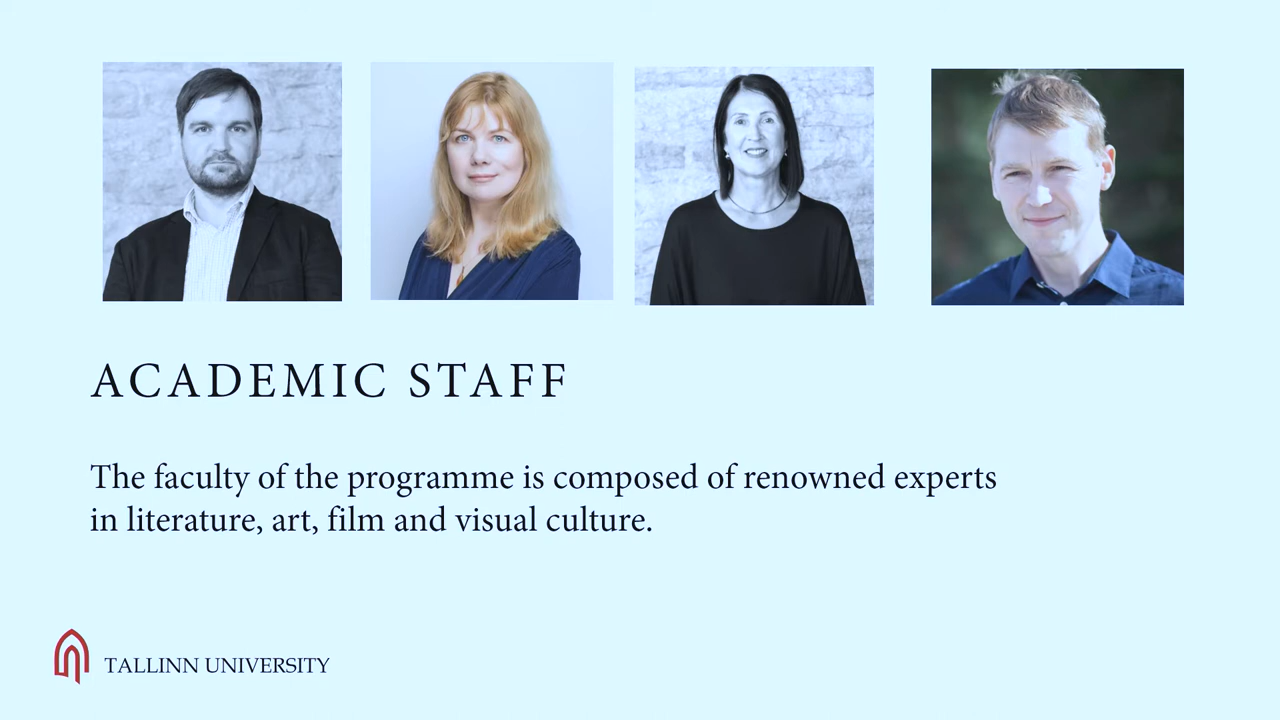 ACADEMIC STAFF
The faculty of the programme is composed of renowned experts
in literature, art, film and visual culture.
TALLINN UNIVERSITY